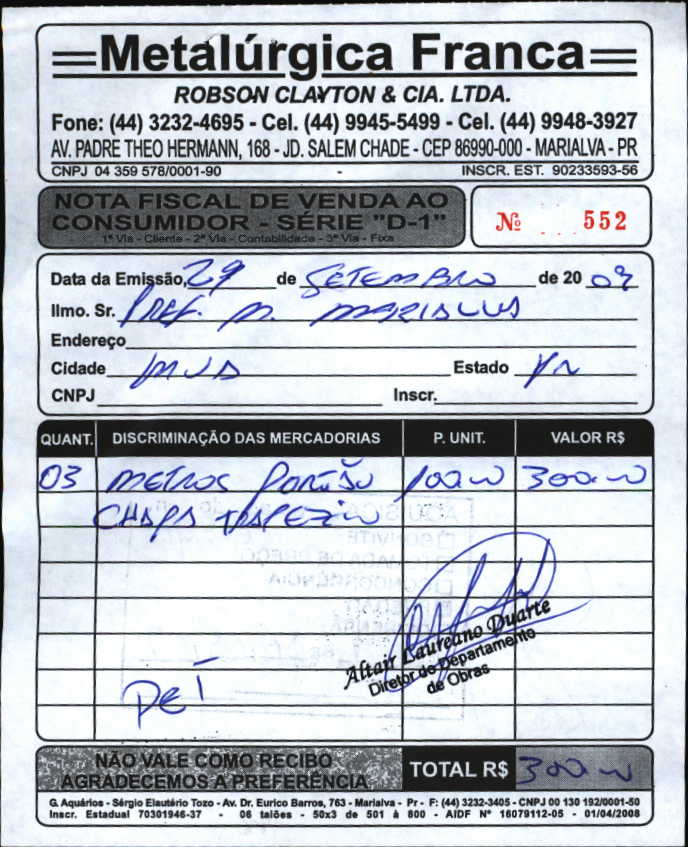 Metalúrgica Franca
ROBSON CLAYTON & CIA. LTDA.
Fone: (44) 3232-4695 - Cel. (44) 9945-5499 - Cel. (44) 9948-3927
AV. PADRE THEO HERMANN, 168 - JD. SALEM CHADE - CEP 86990-000 - MARIALVA - PR
CNPJ 04 359 578/0001-90 - INSCR. EST. 90233593-56
NOTA FISCAL DE VENDA AO
CONSUMIDOR - SÉRIE "D-1"
1ª Via - Cliente - 2ª Via - Contabilidade - 3ª Via - Fixa
Nº 552
Data da Emissão, 29 de SETEMBRO de 20 09
Ilmo. Sr. PREF. M. MARIALVA
Endereço
Cidade MVA Estado PR
CNPJ Inscr.
QUANT. DISCRIMINAÇÃO DAS MERCADORIAS P. UNIT. VALOR R$
03 METROS PORTÃO 100,00 300,00
CHAPA
Altair Laureano Duarte
Diretor de Departamento
de Obras
NÃO VALE COMO RECIBO
AGRADECEMOS A PREFERÊNCIA
TOTAL R$ 300,00
G. Aquários - Sérgio Elautério Tozo - Av. Dr. Eurico Barros, 763 - Marialva - Pr - F: (44) 3232-3405 - CNPJ 00 130 192/0001-50
Inscr. Estadual 70301946-37 - 06 talões - 50x3 de 501 à 800 - AIDF Nº 16079112-05 - 01/04/2008